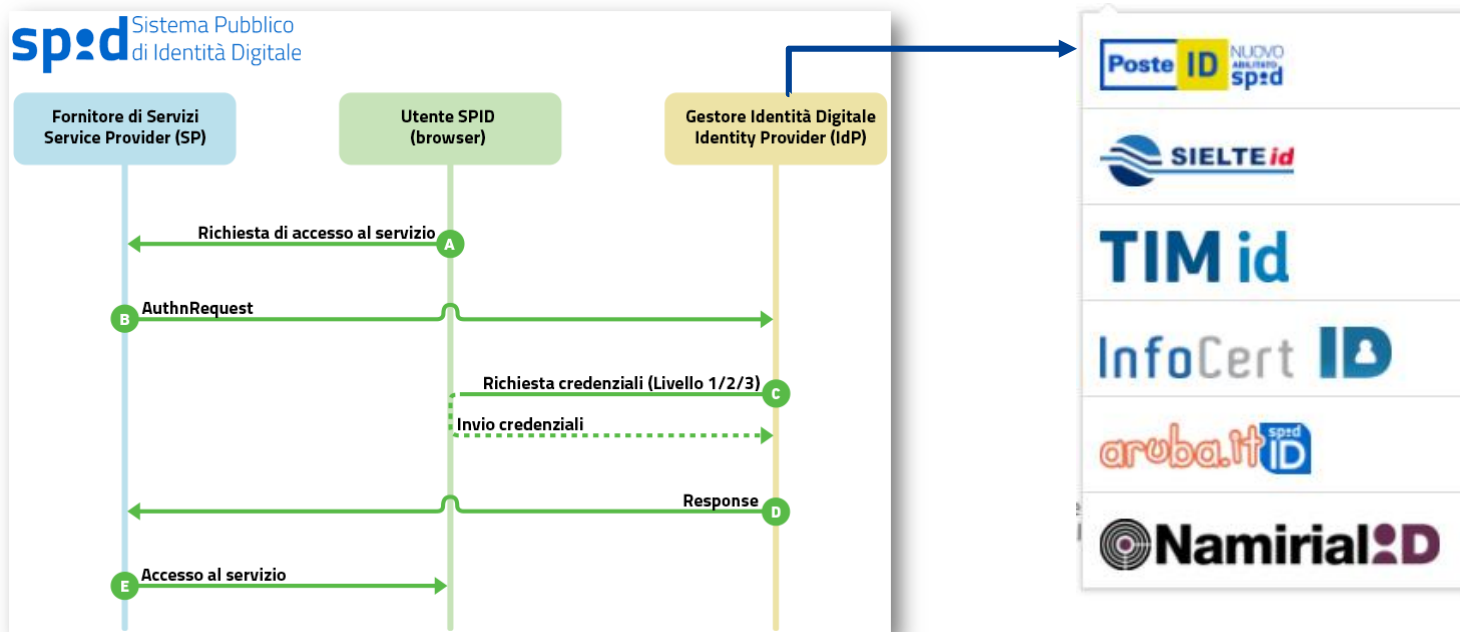 spid Sistema Pubblico
di Identità Digitale
Fornitore di Servizi
Service Provider (SP)
Utente SPID
(browser)
Gestore Identità Digitale
Identity Provider (IdP)
Richiesta di accesso al servizio
A
B
AuthnRequest
Richiesta credenziali (Livello 1/2/3)
C
Invio credenziali
Response
D
E
Accesso al servizio
Poste ID NUOVO
ABILITATO
spid
SIELTE id
TIM id
InfoCert ID
aruba.it spid
ID
Namirial ID